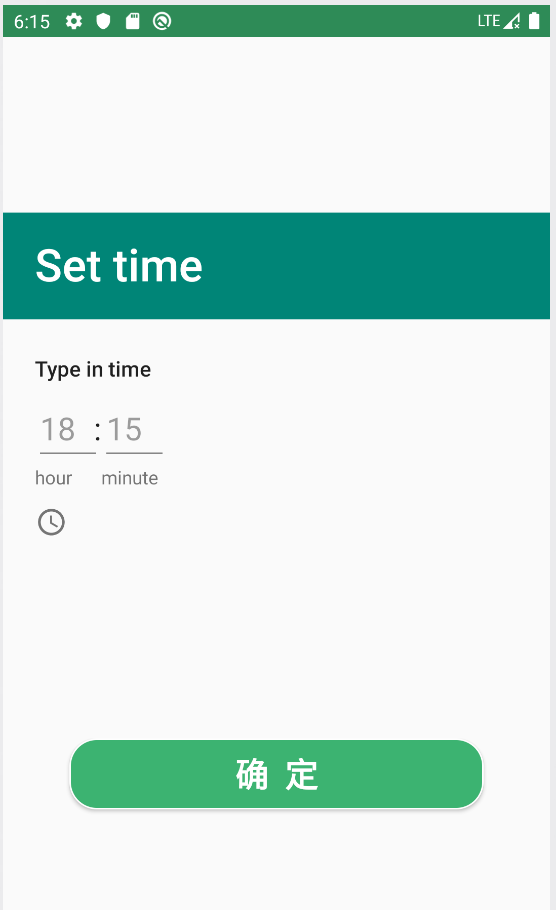 6:15 LTE
Set time
Type in time
18 : 15
hour minute
确 定